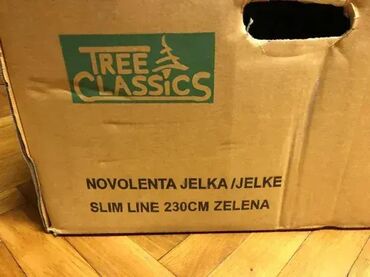 TREE
CLASSICS
NOVOLENTA JELKA/JELKE
SLIM LINE 230CM ZELENA